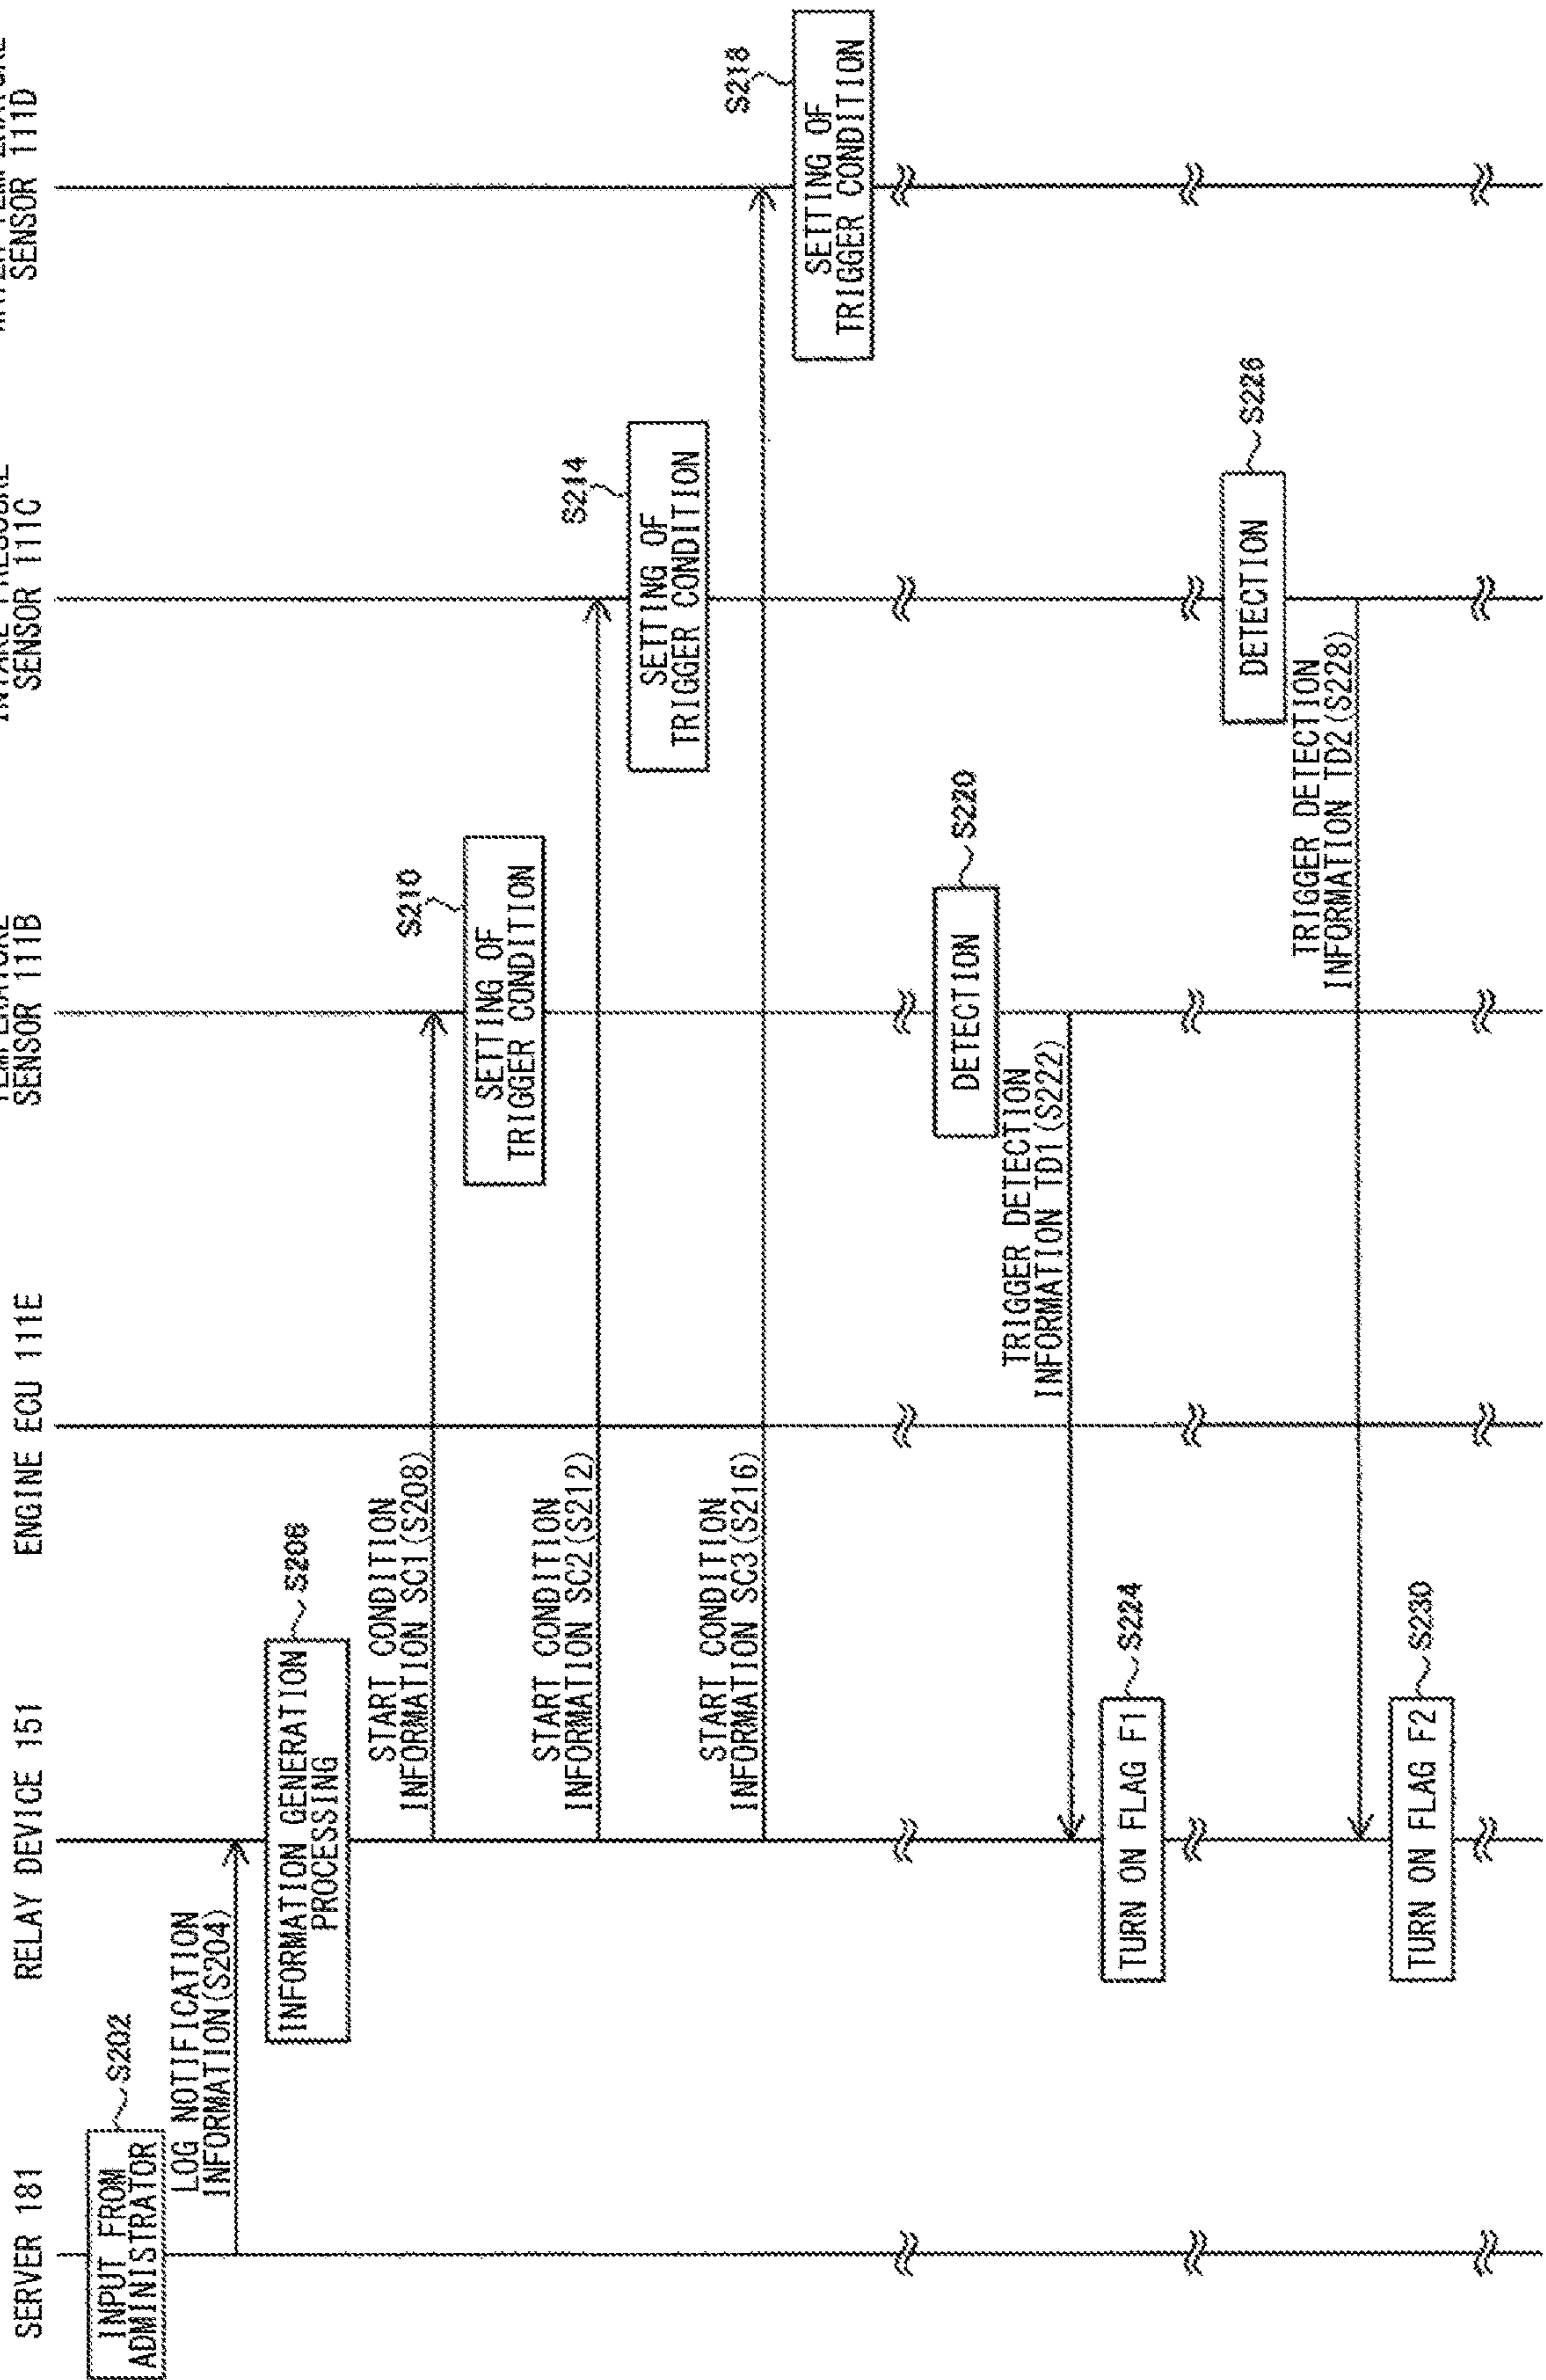 SERVER 181
RELAY DEVICE 151
ENGINE ECU 111E
SENSOR 111B
SENSOR 111C
SENSOR 111D
INPUT FROM
ADMINISTRATOR
S202
LOG NOTIFICATION
INFORMATION(S204)
INFORMATION GENERATION
PROCESSING
S206
START CONDITION
INFORMATION SC1(S208)
SETTING OF
TRIGGER CONDITION
S210
START CONDITION
INFORMATION SC2(S212)
SETTING OF
TRIGGER CONDITION
S214
START CONDITION
INFORMATION SC3(S216)
SETTING OF
TRIGGER CONDITION
S218
DETECTION
S220
TRIGGER DETECTION
INFORMATION TD1(S222)
TURN ON FLAG F1
S224
DETECTION
S226
TRIGGER DETECTION
INFORMATION TD2(S228)
TURN ON FLAG F2
S230